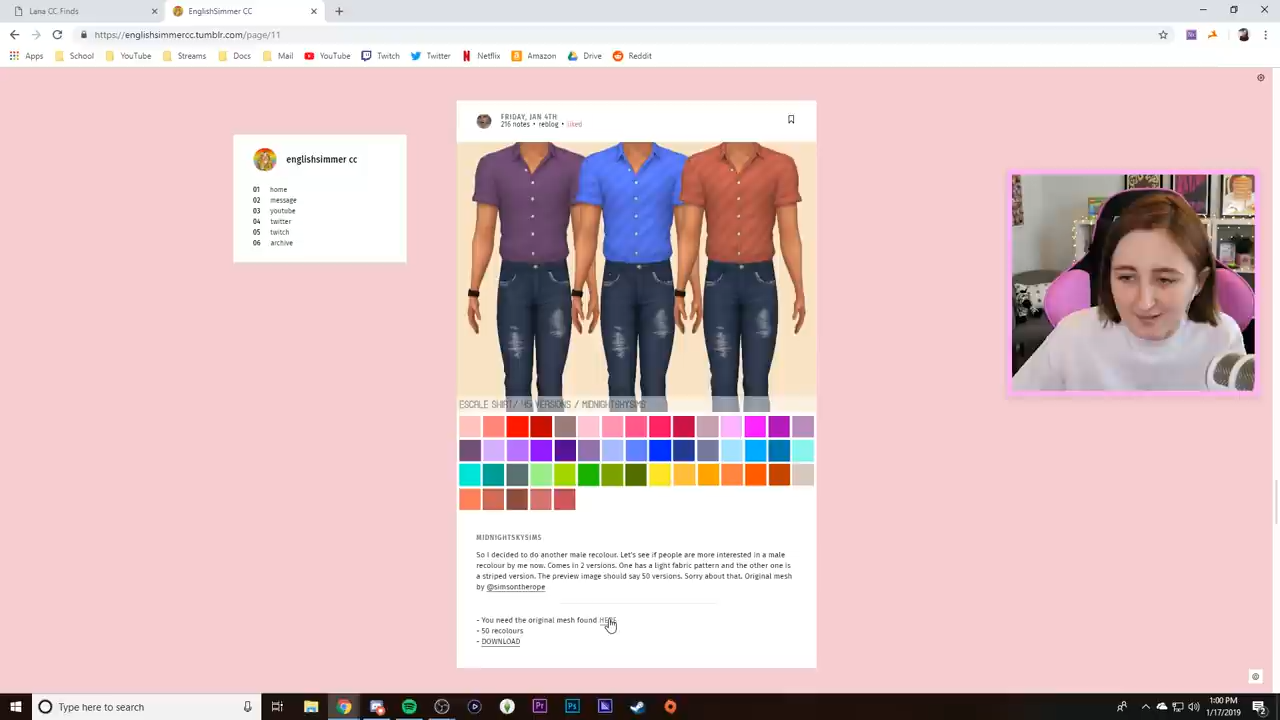 Lana CC Finds
EnglishSimmer CC
https://englishsimmercc.tumblr.com/page/11
Apps School YouTube Streams Docs Mail YouTube Twitch Twitter Netflix Amazon Drive Reddit
englishsimmer cc
01 home
02 message
03 youtube
04 twitter
05 twitch
06 archive
FRIDAY, JAN 4TH
216 notes • reblog • liked
ESCALE SHIRT/ 45 VERSIONS / MIDNIGHTSKYSIMS
MIDNIGHTSKYSIMS
So I decided to do another male recolour. Let's see if people are more interested in a male
recolour by me now. Comes in 2 versions. One has a light fabric pattern and the other one is
a striped version. The preview image should say 50 versions. Sorry about that. Original mesh
by @simsontherope
- You need the original mesh found HERE
- 50 recolours
- DOWNLOAD
Type here to search
1:00 PM
1/17/2019